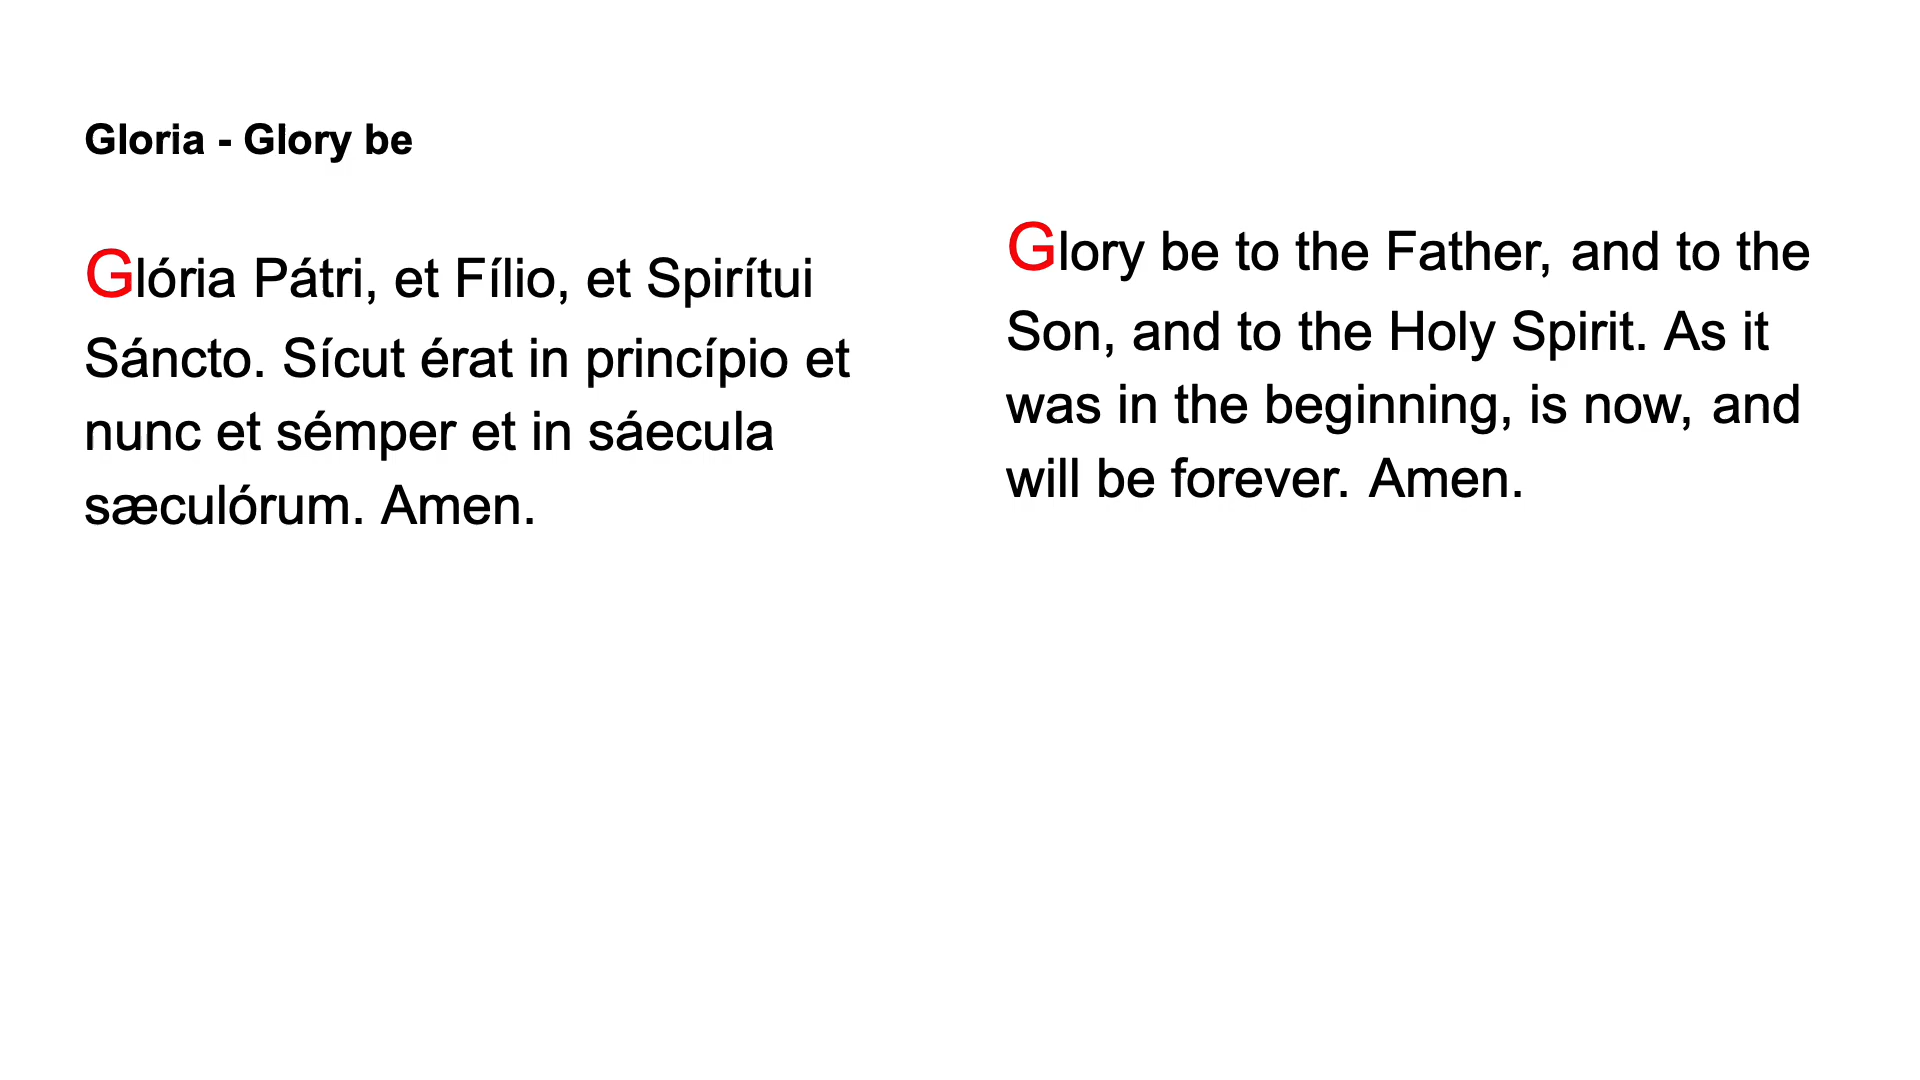 Gloria - Glory be
Glória Pátri, et Fílio, et Spirítui
Sáncto. Sícut érat in princípio et
nunc et sémper et in sáecula
sæculórum. Amen.
Glory be to the Father, and to the
Son, and to the Holy Spirit. As it
was in the beginning, is now, and
will be forever. Amen.